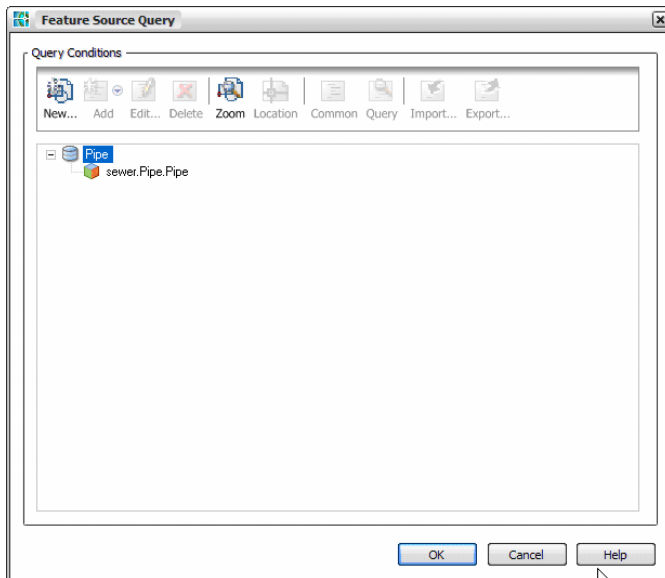 Feature Source Query
Query Conditions
New... Add Edit... Delete Zoom Location Common Query Import... Export...
Pipe
sewer.Pipe.Pipe
OK Cancel Help